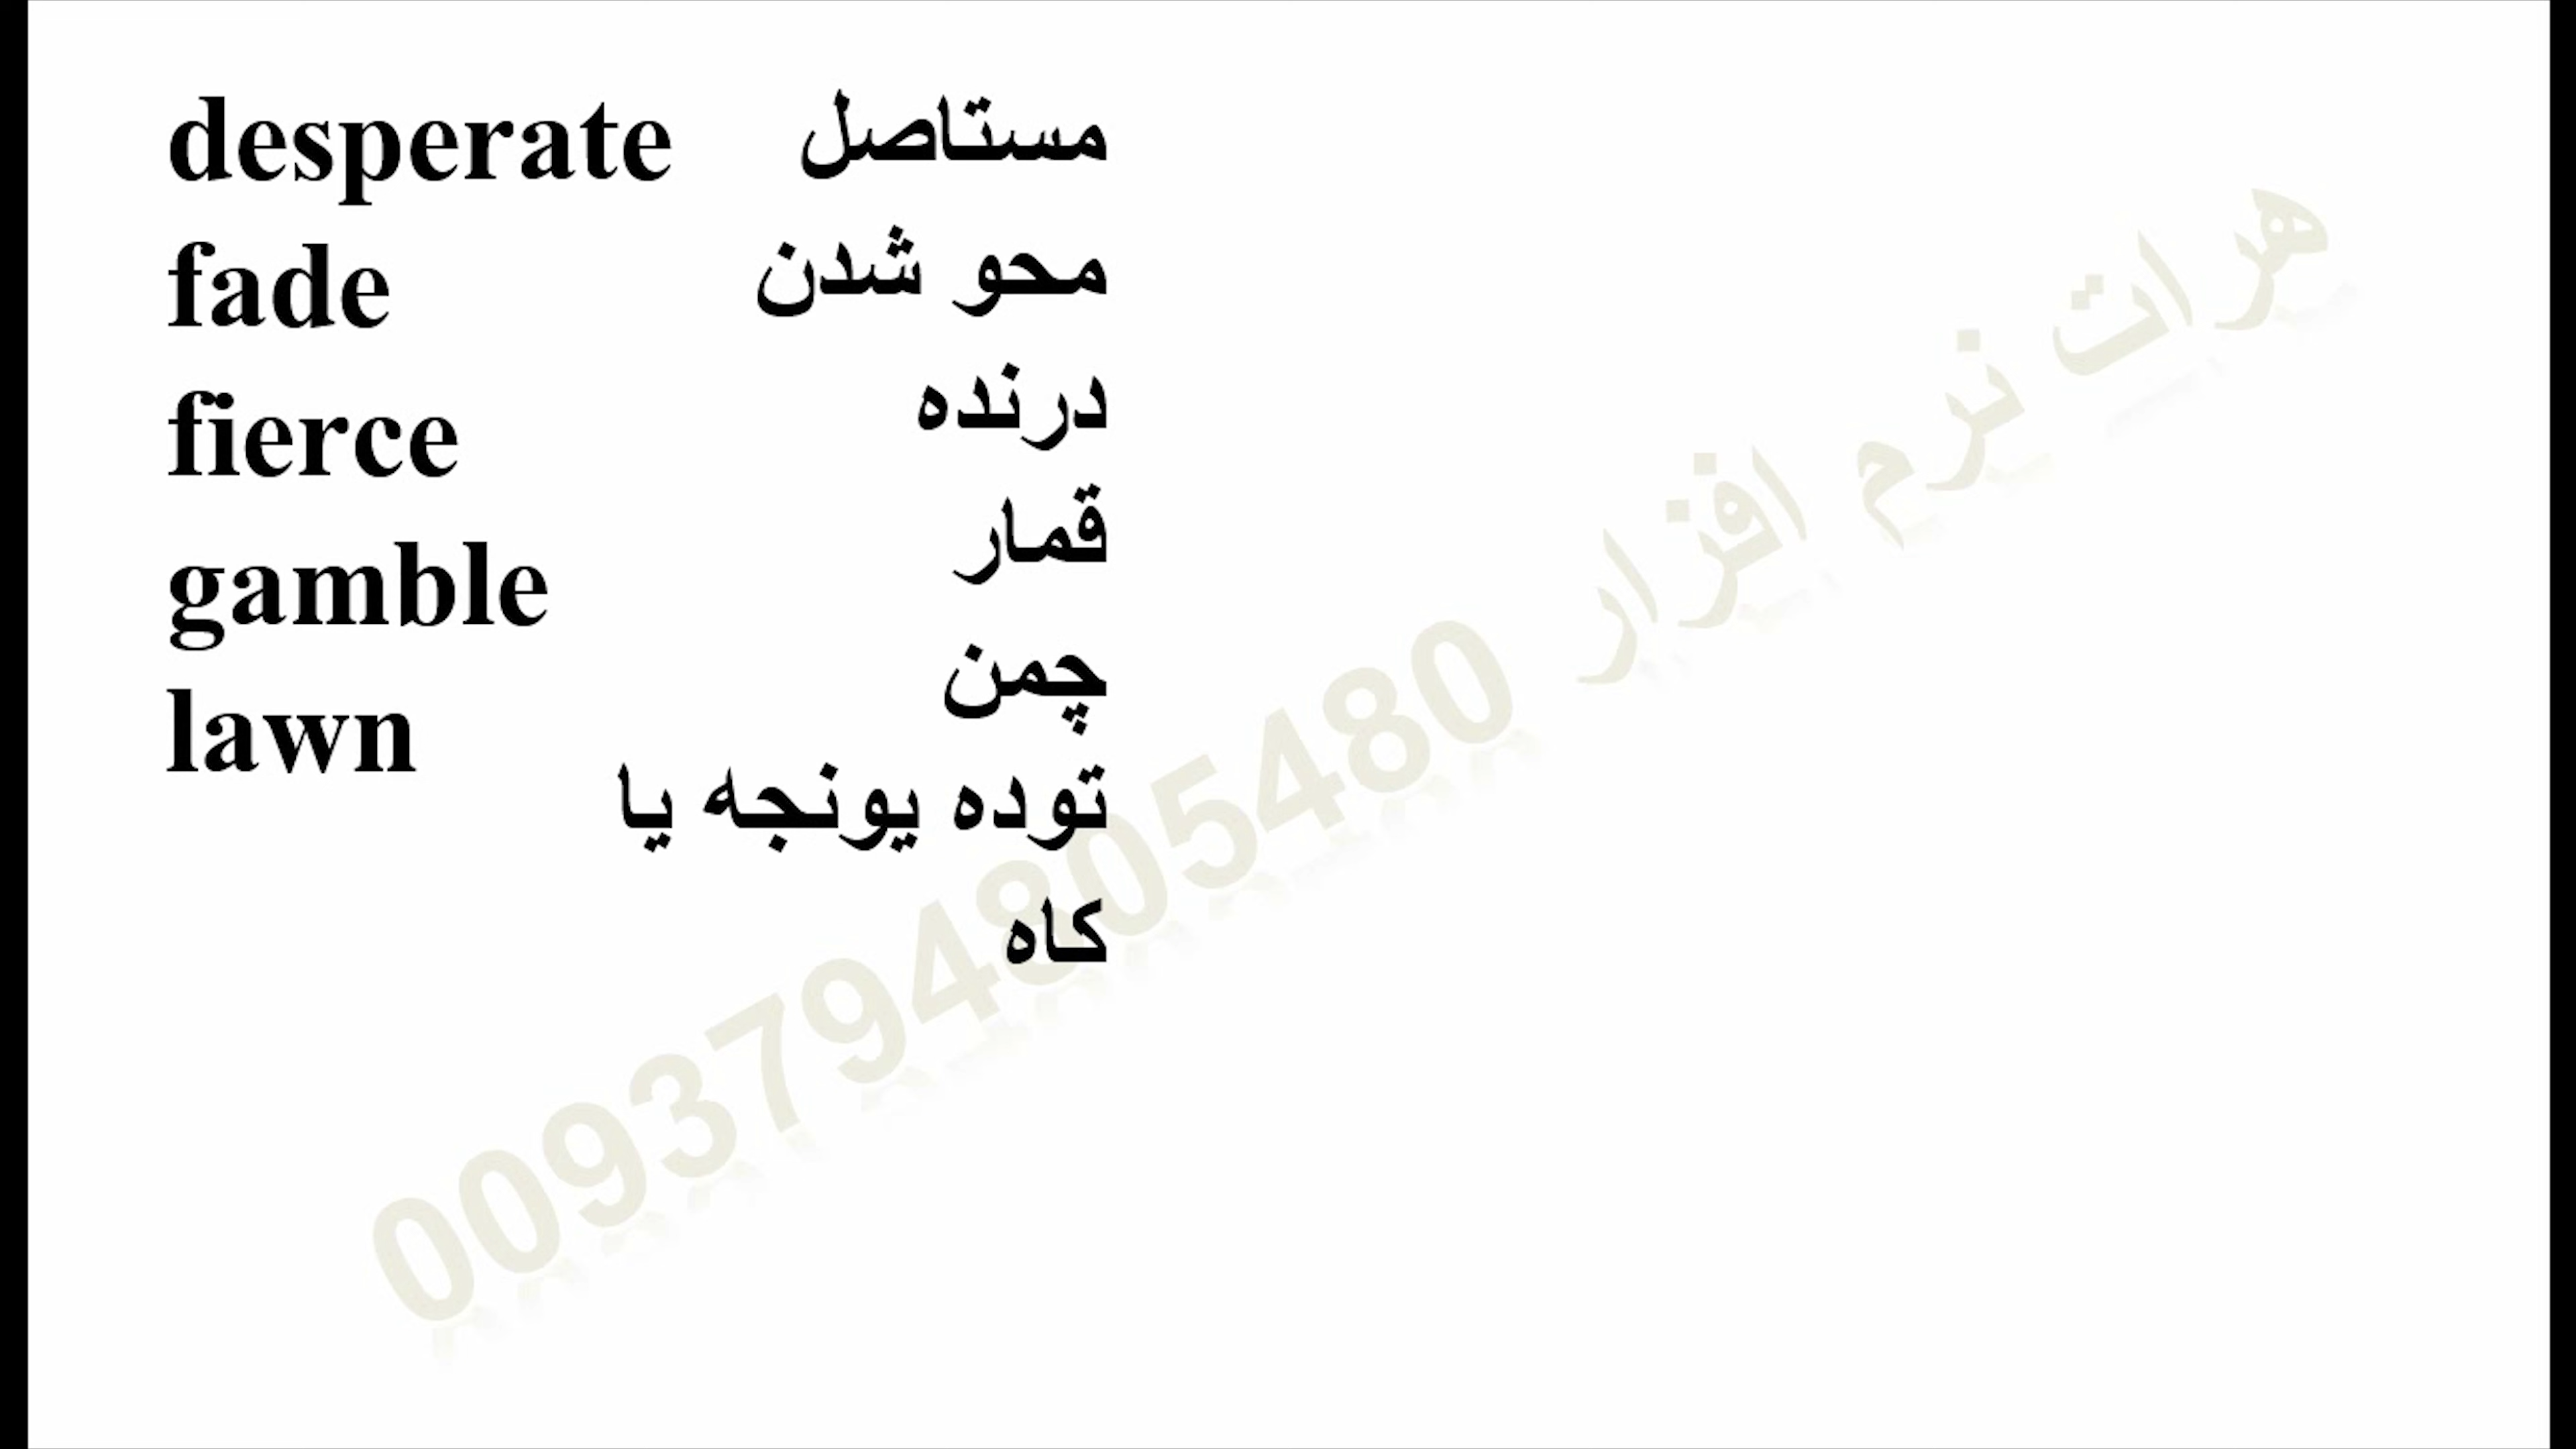 desperate مستاصل
fade محو شدن
fierce درنده
gamble قمار
lawn چمن
توده یونجه یا
کاه
هرات نرم افزار 0093794805480